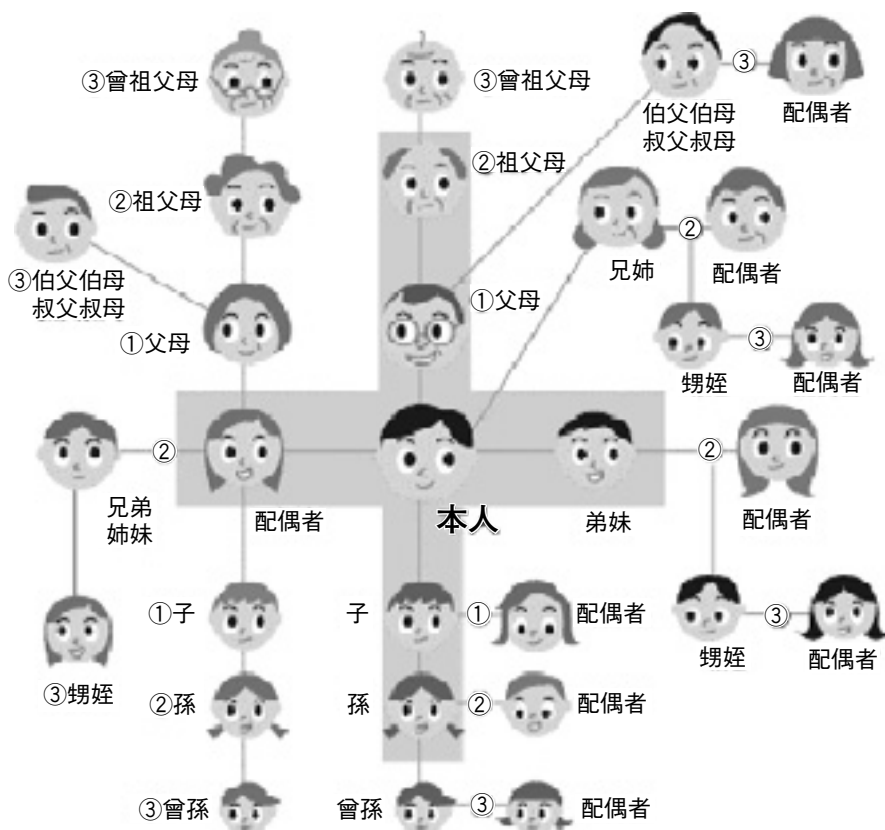 ③曾祖父母
③曾祖父母
③
伯父伯母
叔父叔母
配偶者
②祖父母
②祖父母
②
兄姉
配偶者
③伯父伯母
叔父叔母
①父母
①父母
③
甥姪
配偶者
②
兄弟
姉妹
配偶者
本人
弟妹
②
配偶者
①子
子
①
配偶者
③
甥姪
配偶者
③甥姪
②孫
孫
②
配偶者
③曾孫
曾孫
③
配偶者